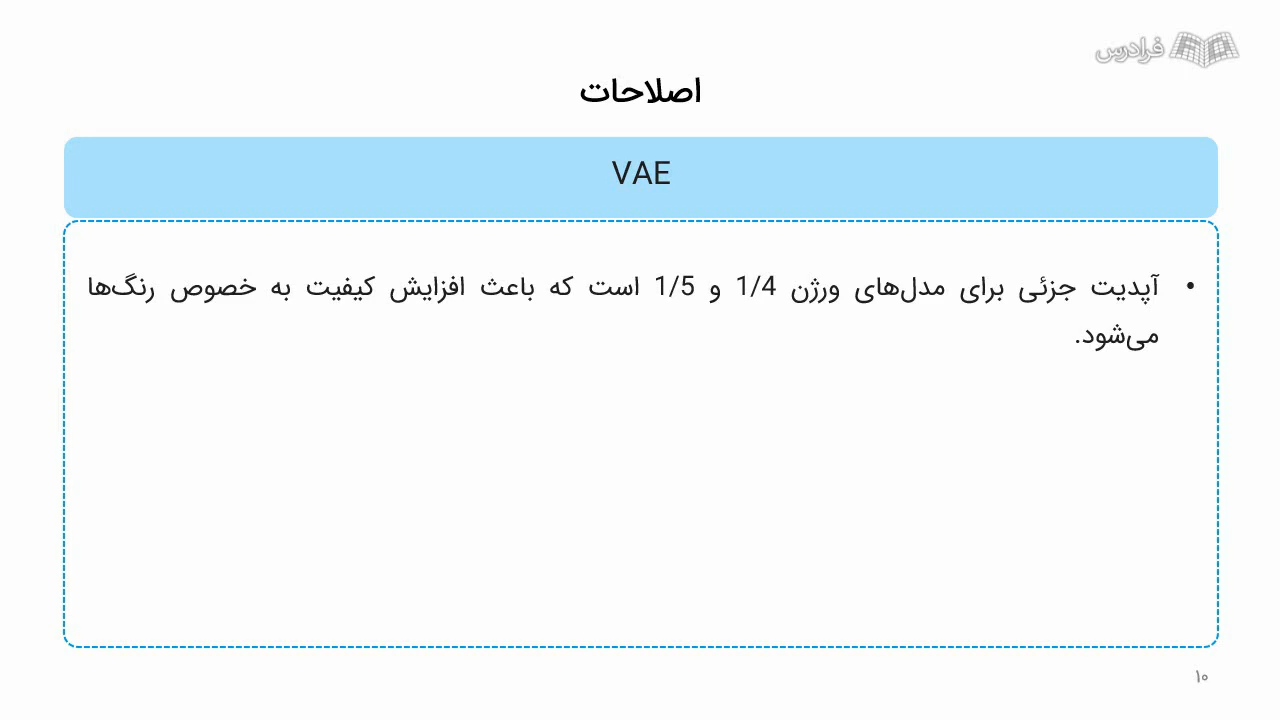 فرادرس
اصلاحات
VAE
• آپدیت جزئی برای مدل‌های ورژن 1/4 و 1/5 است که باعث افزایش کیفیت به خصوص رنگ‌ها
می‌شود.
۱۰